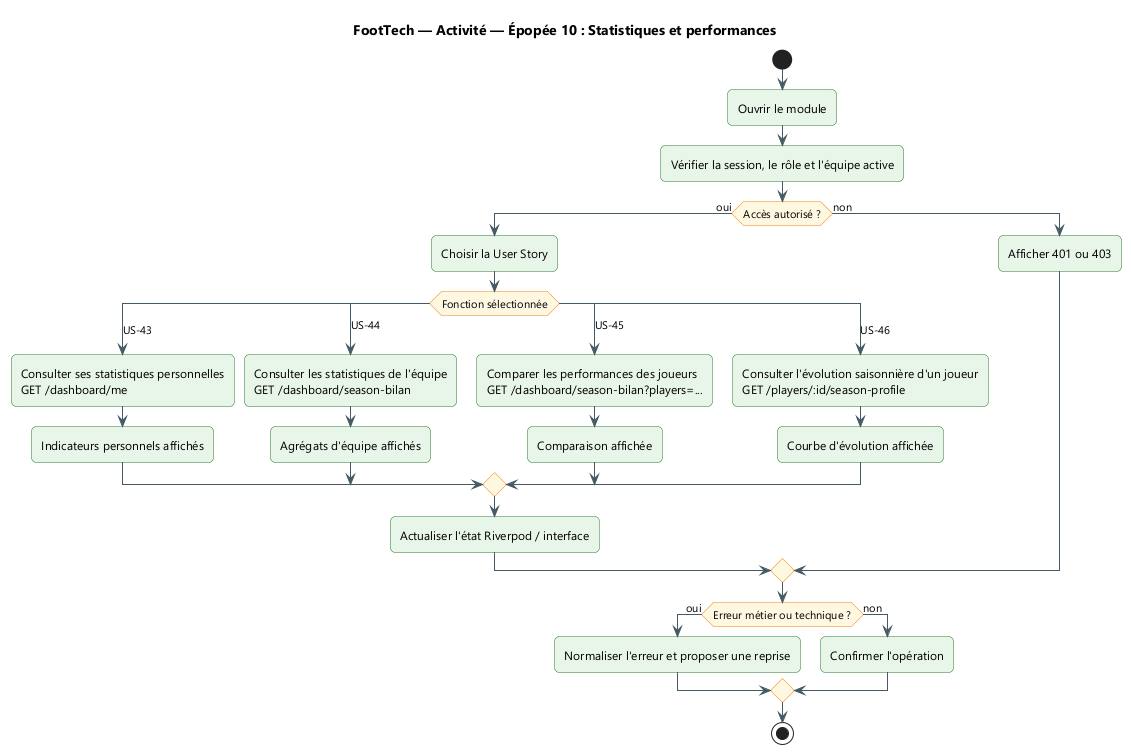 FootTech — Activité — Épopée 10 : Statistiques et performances
Ouvrir le module
Vérifier la session, le rôle et l'équipe active
oui
Accès autorisé ?
non
Choisir la User Story
Afficher 401 ou 403
Fonction sélectionnée
US-43
US-44
US-45
US-46
Consulter ses statistiques personnelles
GET /dashboard/me
Consulter les statistiques de l'équipe
GET /dashboard/season-bilan
Comparer les performances des joueurs
GET /dashboard/season-bilan?players=...
Consulter l'évolution saisonnière d'un joueur
GET /players/:id/season-profile
Indicateurs personnels affichés
Agrégats d'équipe affichés
Comparaison affichée
Courbe d'évolution affichée
Actualiser l'état Riverpod / interface
oui
Erreur métier ou technique ?
non
Normaliser l'erreur et proposer une reprise
Confirmer l'opération